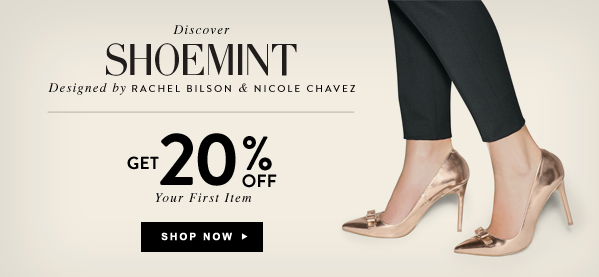 Discover
SHOEMINT
Designed by RACHEL BILSON & NICOLE CHAVEZ
GET 20% OFF
Your First Item
SHOP NOW ▸